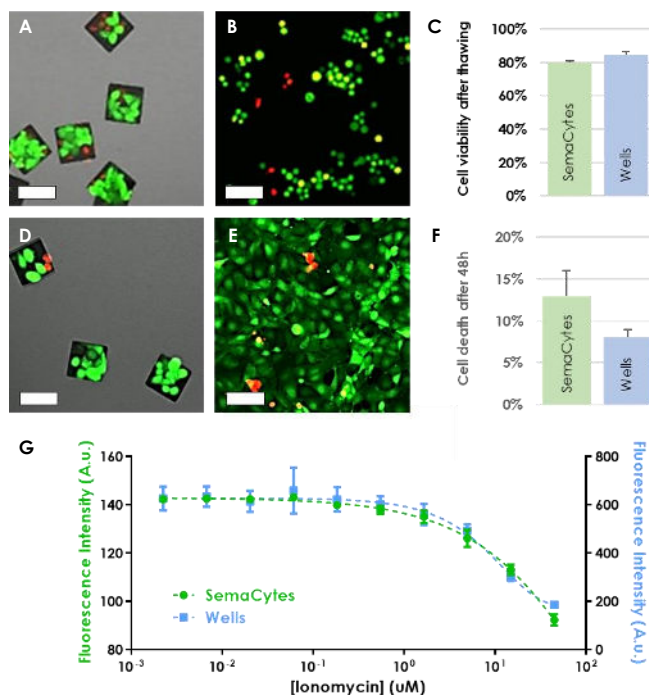 A
B
C
Cell viability after thawing
100%
80%
60%
40%
20%
0%
SemaCytes
Wells
D
E
F
Cell death after 48h
20%
15%
10%
5%
0%
SemaCytes
Wells
G
Fluorescence Intensity (A.u.)
160
140
120
100
80
SemaCytes
Wells
800
600
400
200
0
Fluorescence Intensity (A.u.)
10⁻³
10⁻²
10⁻¹
10⁰
10¹
10²
[Ionomycin] (uM)